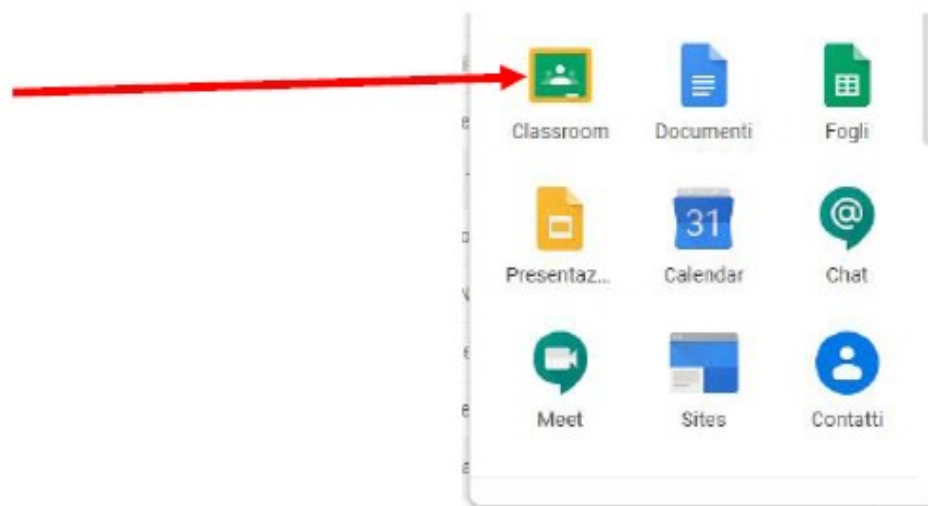 Classroom Documenti Fogli
31
@
Presentaz... Calendar Chat
Meet Sites Contatti